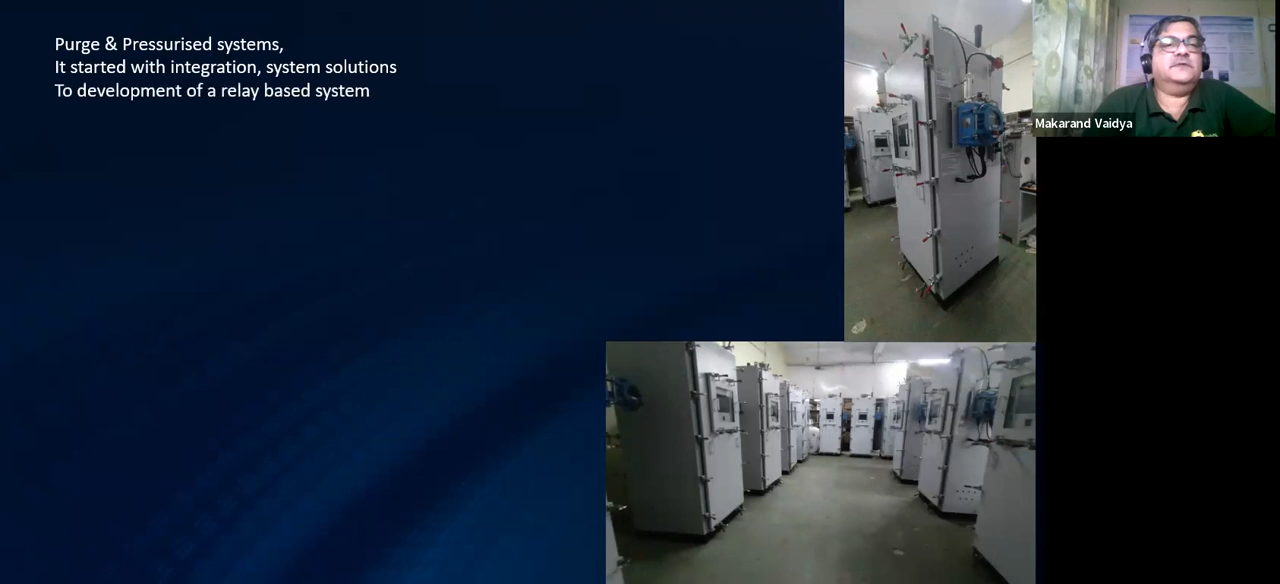 Purge & Pressurised systems,
It started with integration, system solutions
To development of a relay based system
Makarand Vaidya